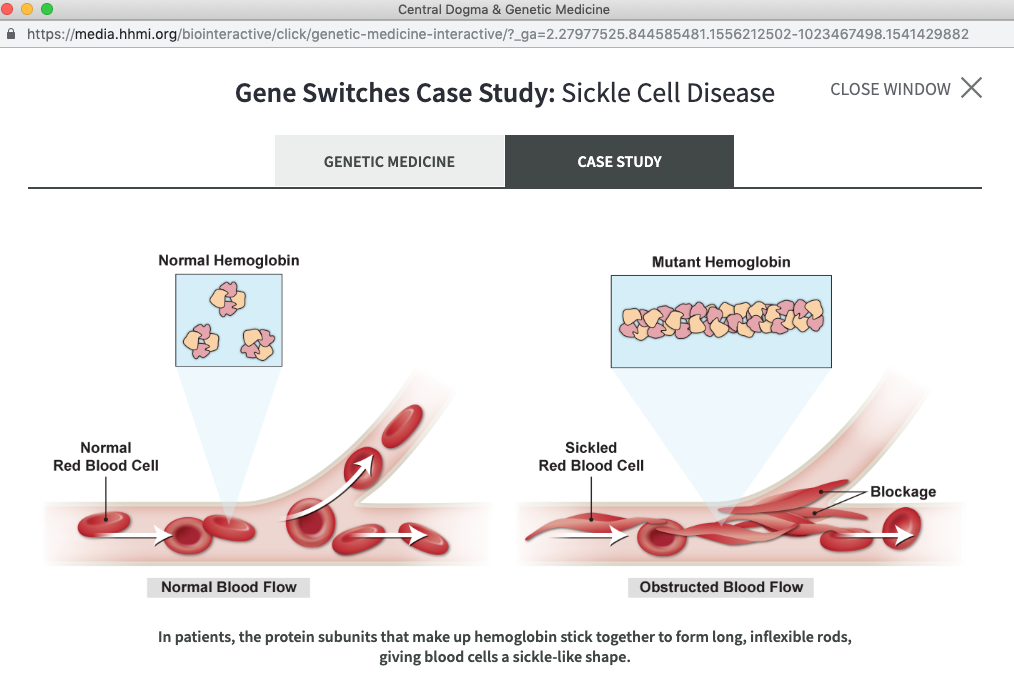 Central Dogma & Genetic Medicine
https://media.hhmi.org/biointeractive/click/genetic-medicine-interactive/?_ga=2.27977525.844585481.1556212502-1023467498.1541429882
Gene Switches Case Study: Sickle Cell Disease
CLOSE WINDOW
GENETIC MEDICINE
CASE STUDY
Normal Hemoglobin
Mutant Hemoglobin
Normal
Red Blood Cell
Sickled
Red Blood Cell
Blockage
Normal Blood Flow
Obstructed Blood Flow
In patients, the protein subunits that make up hemoglobin stick together to form long, inflexible rods,
giving blood cells a sickle-like shape.